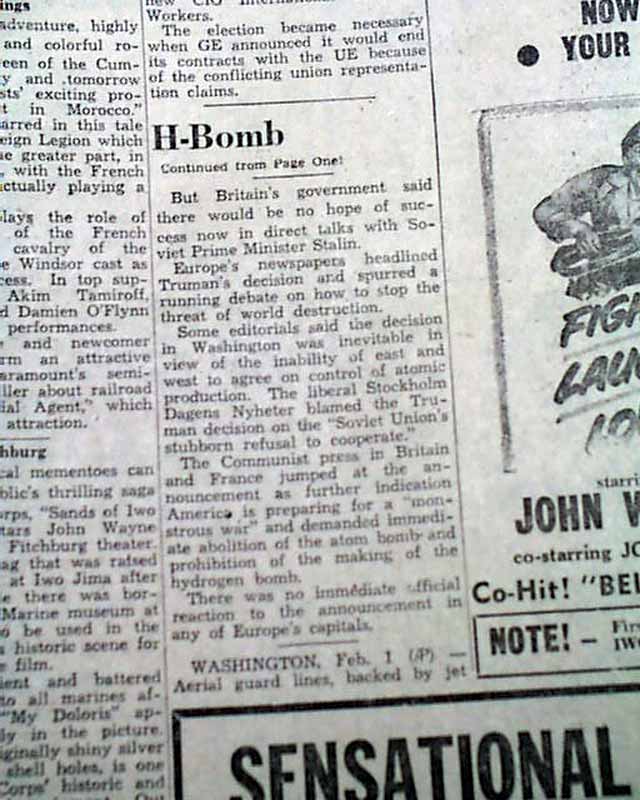 ings
adventure, highly
and colorful ro-
een of the Cum-
y and tomorrow
sts' exciting pro-
t in Morocco."
arred in this tale
eign Legion which
he greater part, in
, with the French
actually playing a
lays the role of
of the French
cavalry of the
e Windsor cast as
cess. In top sup-
Akim Tamiroff,
d Damien O'Flynn
performances.
and newcomer
rm an attractive
aramount's semi-
ller about railroad
ial Agent," which
attraction.
hburg
cal mementoes can
blic's thrilling saga
orps, "Sands of Iwo
tars John Wayne
Fitchburg theater.
ag that was raised
at Iwo Jima after
e there was bor-
Marine museum at
o be used in the
s historic scene for
e film.
ient and battered
to all marines af-
"My Doloris" ap-
ly in the picture.
iginally shiny silver
shell holes, is one
Corps' historic and
new CIO
Workers.
The election became necessary
when GE announced it would end
its contracts with the UE because
of the conflicting union representa-
tion claims.
H-Bomb
Continued from Page One!
But Britain's government said
there would be no hope of suc-
cess now in direct talks with So-
viet Prime Minister Stalin.
Europe's newspapers headlined
Truman's decision and spurred a
running debate on how to stop the
threat of world destruction.
Some editorials said the decision
in Washington was inevitable in
view of the inability of east and
west to agree on control of atomic
production. The liberal Stockholm
Dagens Nyheter blamed the Tru-
man decision on the "Soviet Union's
stubborn refusal to cooperate."
The Communist press in Britain
and France jumped at the an-
nouncement as further indication
America is preparing for a "mon-
strous war" and demanded immedi-
ate abolition of the atom bomb and
prohibition of the making of the
hydrogen bomb.
There was no immediate official
reaction to the announcement in
any of Europe's capitals.
WASHINGTON, Feb. 1 (AP) —
Aerial guard lines, backed by jet
NOW
YOUR
FIG
LAU
LO
starri
JOHN W
co-starring JO
Co-Hit! "BEL
NOTE! – Firs
IWO
SENSATIONAL